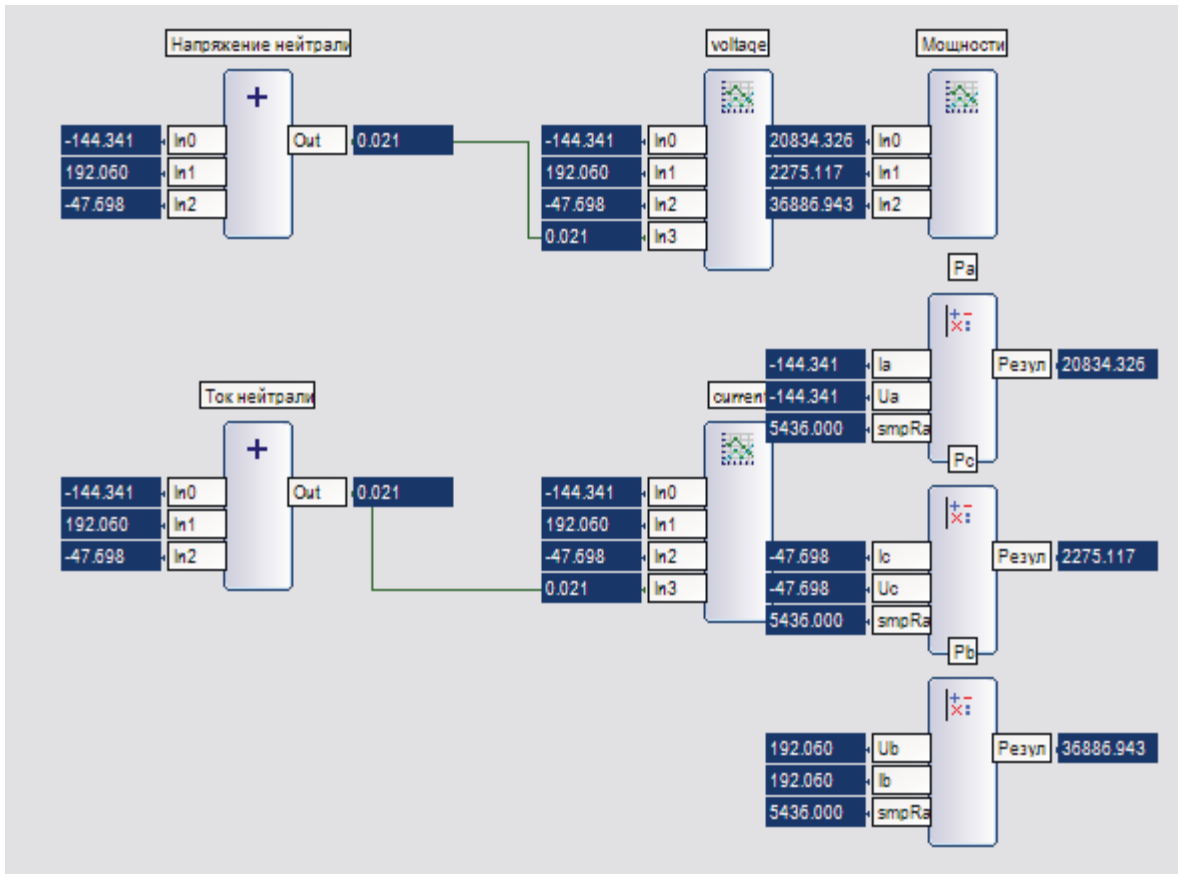 Напряжение нейтрали
+
-144.341 In0 Out 0.021
192.060 In1
-47.698 In2
voltage
-144.341 In0
192.060 In1
-47.698 In2
0.021 In3
Мощности
20834.326 In0
2275.117 In1
36886.943 In2
Pa
-144.341 Ia Резул 20834.326
-144.341 Ua
5436.000 smpRa
Ток нейтрали
+
-144.341 In0 Out 0.021
192.060 In1
-47.698 In2
current
-144.341 In0
192.060 In1
-47.698 In2
0.021 In3
Pc
-47.698 Ic Резул 2275.117
-47.698 Uc
5436.000 smpRa
Pb
192.060 Ub Резул 36886.943
192.060 Ib
5436.000 smpRa